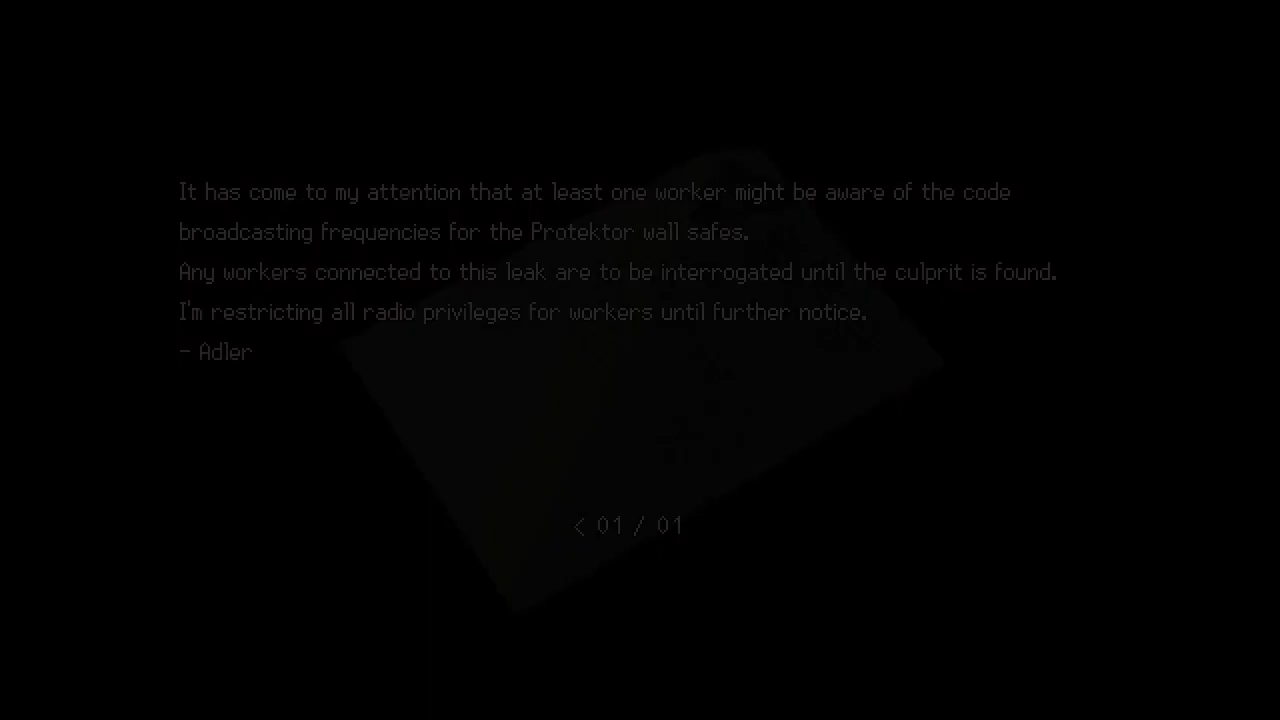 It has come to my attention that at least one worker might be aware of the code
broadcasting frequencies for the Protektor wall safes.
Any workers connected to this leak are to be interrogated until the culprit is found.
I'm restricting all radio privileges for workers until further notice.
- Adler
< 01 / 01